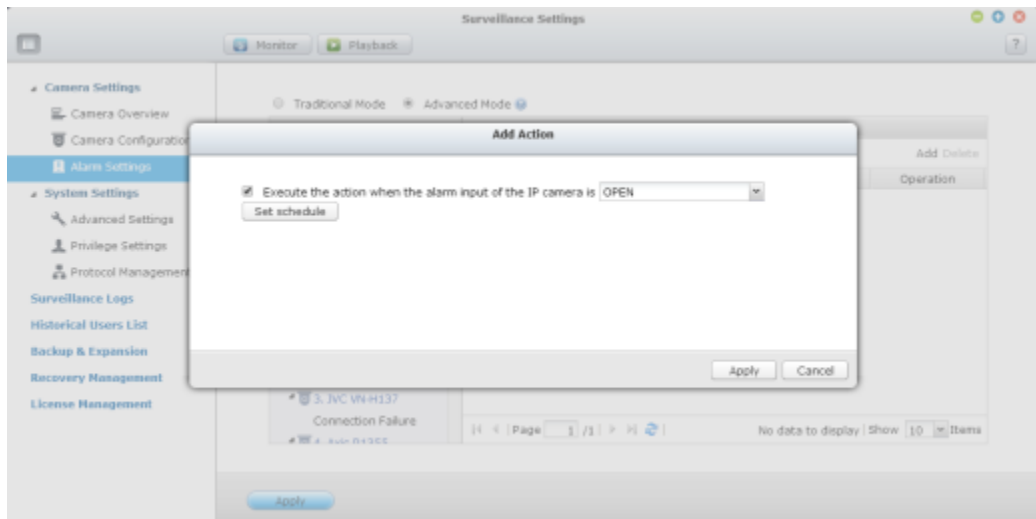 Surveillance Settings
Monitor Playback ?
Camera Settings
Camera Overview
Camera Configuration
Alarm Settings
System Settings
Advanced Settings
Privilege Settings
Protocol Management
Surveillance Logs
Historical Users List
Backup & Expansion
Recovery Management
License Management
Traditional Mode Advanced Mode
Add Delete
Operation
Add Action
Execute the action when the alarm input of the IP camera is OPEN
Set schedule
Apply Cancel
3. JVC VN-H137
Connection Failure
4. Axis P1355
Page 1 /1 No data to display Show 10 Items
Apply